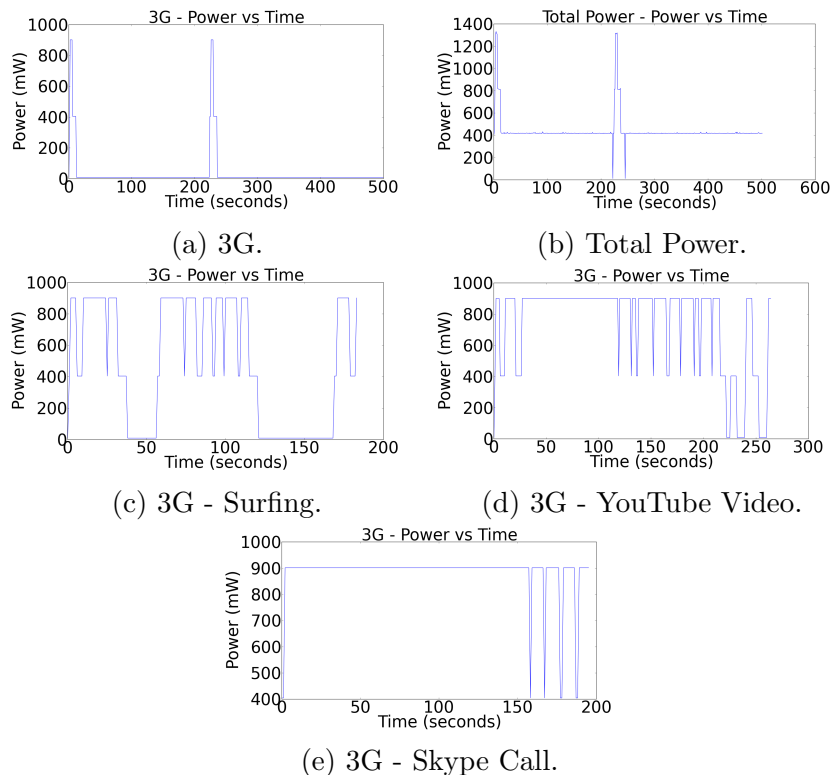 3G - Power vs Time
Power (mW)
1000
800
600
400
200
0
0 100 200 300 400 500
Time (seconds)
(a) 3G.
Total Power - Power vs Time
Power (mW)
1400
1200
1000
800
600
400
200
0
0 100 200 300 400 500 600
Time (seconds)
(b) Total Power.
3G - Power vs Time
Power (mW)
1000
800
600
400
200
0
0 50 100 150 200
Time (seconds)
(c) 3G - Surfing.
3G - Power vs Time
Power (mW)
1000
800
600
400
200
0
0 50 100 150 200 250 300
Time (seconds)
(d) 3G - YouTube Video.
3G - Power vs Time
Power (mW)
1000
900
800
700
600
500
400
0 50 100 150 200
Time (seconds)
(e) 3G - Skype Call.